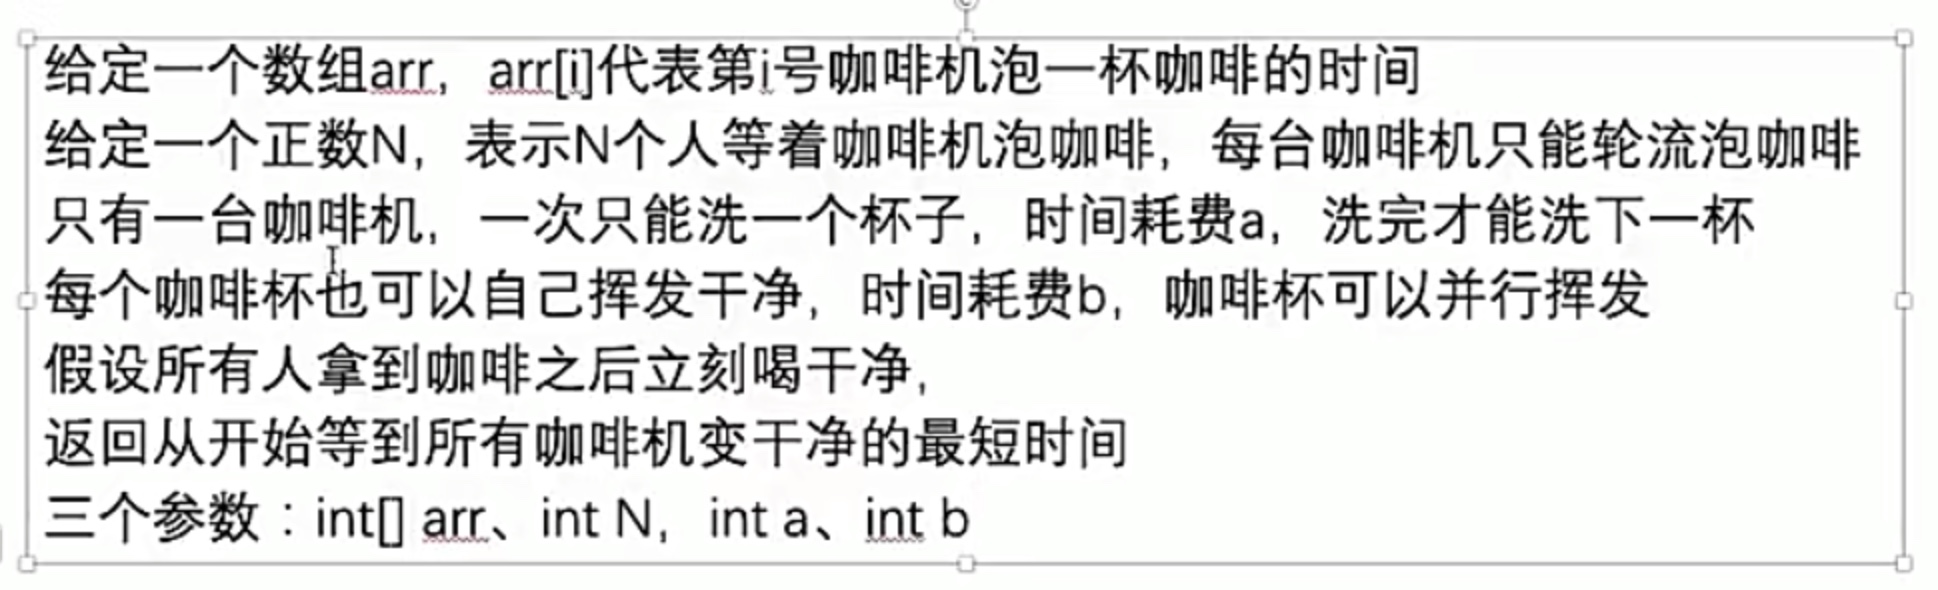 给定一个数组arr，arr[i]代表第i号咖啡机泡一杯咖啡的时间
给定一个正数N，表示N个人等着咖啡机泡咖啡，每台咖啡机只能轮流泡咖啡
只有一台咖啡机，一次只能洗一个杯子，时间耗费a，洗完才能洗下一杯
每个咖啡杯也可以自己挥发干净，时间耗费b，咖啡杯可以并行挥发
假设所有人拿到咖啡之后立刻喝干净，
返回从开始等到所有咖啡机变干净的最短时间
三个参数：int[] arr、int N，int a、int b